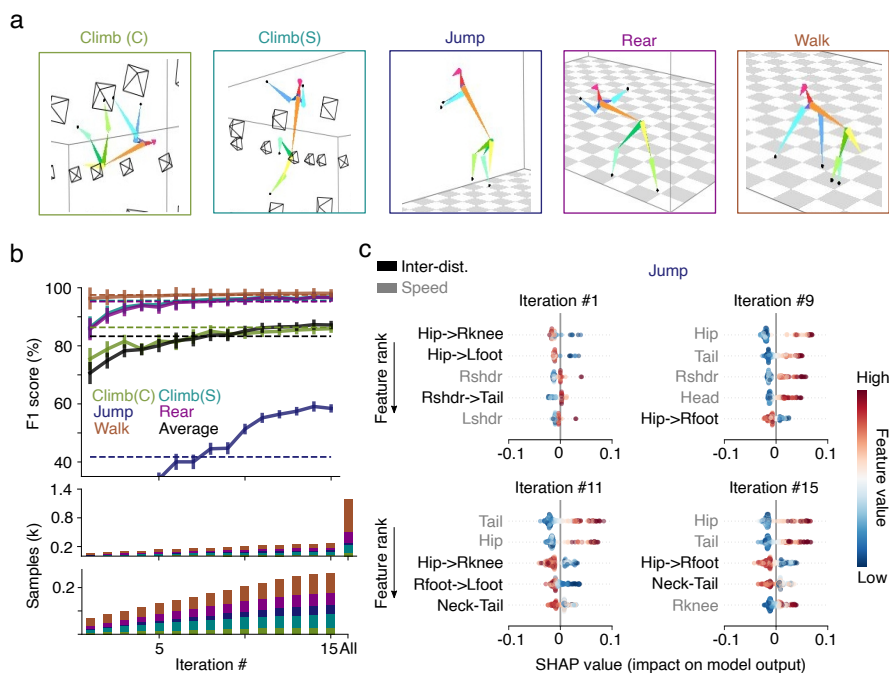 a
Climb (C)
Climb(S)
Jump
Rear
Walk
b
100
80
60
40
F1 score (%)
Climb(C) Climb(S)
Jump Rear
Walk Average
1.4
0.8
0.2
0.2
Samples (k)
5
15 All
Iteration #
c
Inter-dist.
Speed
Jump
Feature rank
Iteration #1
Hip->Rknee
Hip->Lfoot
Rshdr
Rshdr->Tail
Lshdr
-0.1 0 0.1
Iteration #9
Hip
Tail
Rshdr
Head
Hip->Rfoot
-0.1 0 0.1
Feature rank
Iteration #11
Tail
Hip
Hip->Rknee
Rfoot->Lfoot
Neck-Tail
-0.1 0 0.1
Iteration #15
Hip
Tail
Hip->Rfoot
Neck-Tail
Rknee
-0.1 0 0.1
SHAP value (impact on model output)
High
Feature value
Low